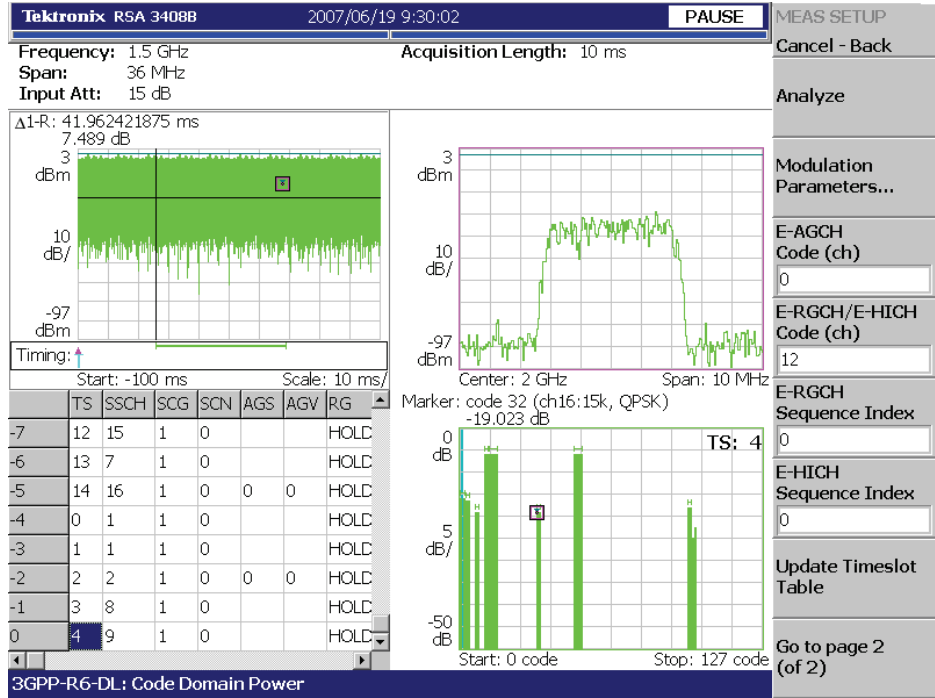 Tektronix RSA 3408B 2007/06/19 9:30:02 PAUSE
Frequency: 1.5 GHz
Span: 36 MHz
Input Att: 15 dB
Acquisition Length: 10 ms
Δ1-R: 41.962421875 ms
7.489 dB
3
dBm
10
dB/
-97
dBm
Timing:
Start: -100 ms Scale: 10 ms/
3
dBm
10
dB/
-97
dBm
Center: 2 GHz Span: 10 MHz
TS SSCH SCG SCN AGS AGV RG
-7 12 15 1 0 HOLD
-6 13 7 1 0 HOLD
-5 14 16 1 0 0 0 HOLD
-4 0 1 1 0 HOLD
-3 1 1 1 0 HOLD
-2 2 2 1 0 0 0 HOLD
-1 3 8 1 0 HOLD
0 4 9 1 0 HOLD
Marker: code 32 (ch16:15k, QPSK)
-19.023 dB
0
dB
TS: 4
5
dB/
-50
dB
Start: 0 code Stop: 127 code
3GPP-R6-DL: Code Domain Power
MEAS SETUP
Cancel - Back
Analyze
Modulation
Parameters...
E-AGCH
Code (ch)
0
E-RGCH/E-HICH
Code (ch)
12
E-RGCH
Sequence Index
0
E-HICH
Sequence Index
0
Update Timeslot
Table
Go to page 2
(of 2)